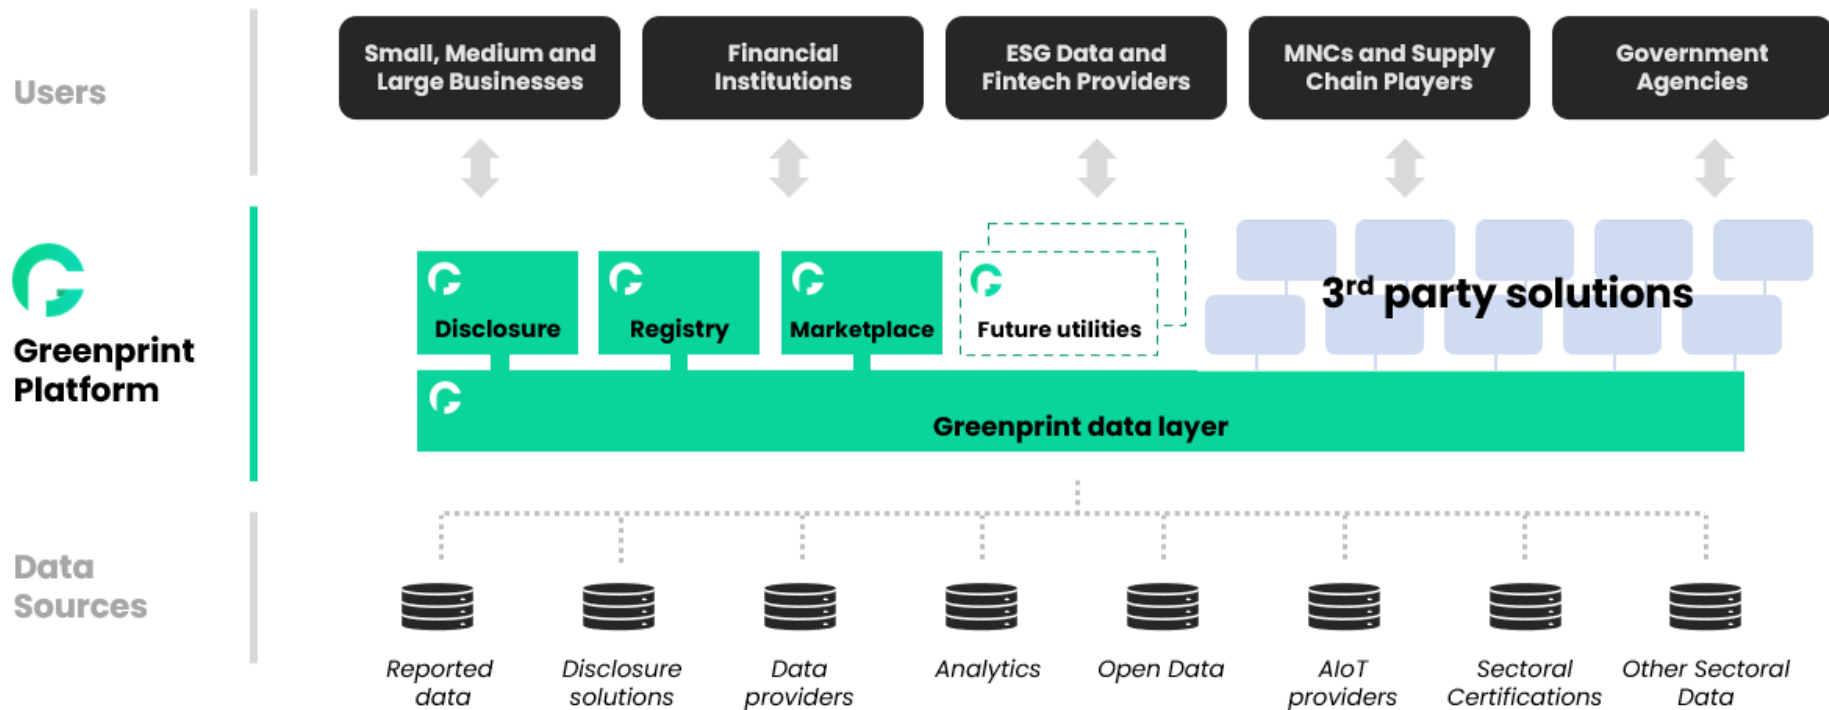 Users
Small, Medium and
Large Businesses
Financial
Institutions
ESG Data and
Fintech Providers
MNCs and Supply
Chain Players
Government
Agencies
Greenprint
Platform
Disclosure
Registry
Marketplace
Future utilities
3rd party solutions
Greenprint data layer
Data
Sources
Reported
data
Disclosure
solutions
Data
providers
Analytics
Open Data
AIoT
providers
Sectoral
Certifications
Other Sectoral
Data